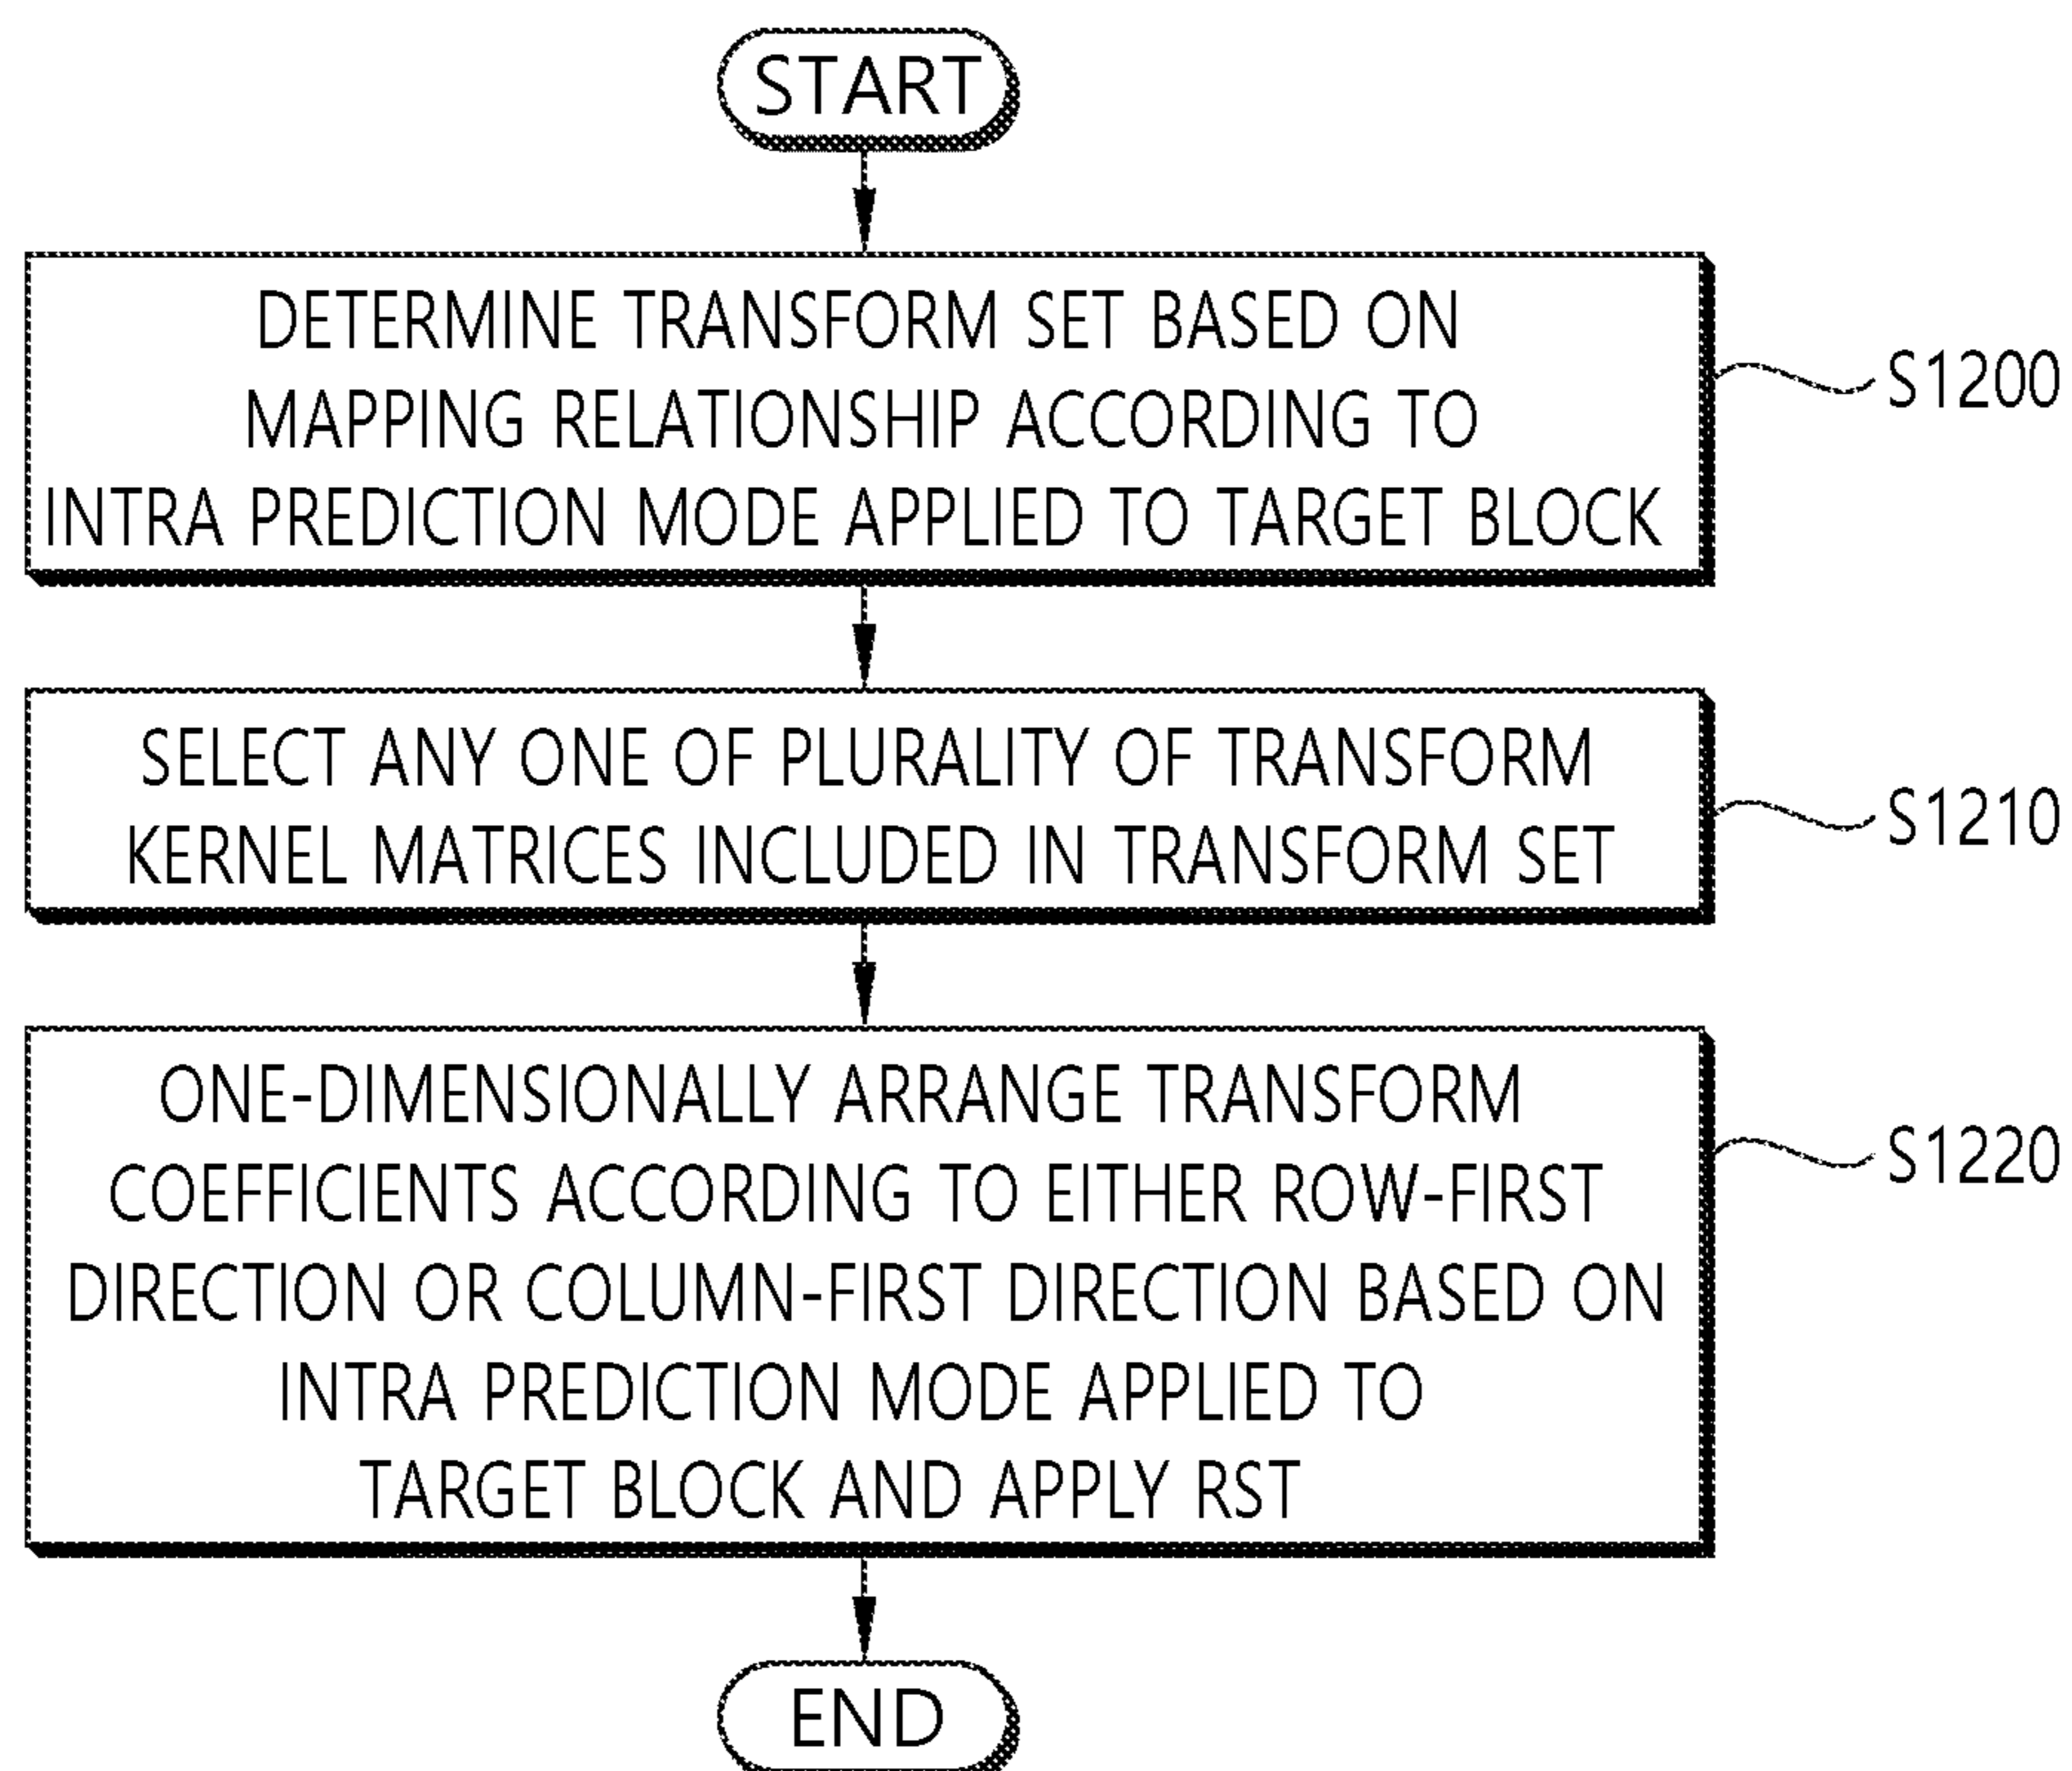 START
DETERMINE TRANSFORM SET BASED ON
MAPPING RELATIONSHIP ACCORDING TO
INTRA PREDICTION MODE APPLIED TO TARGET BLOCK
S1200
SELECT ANY ONE OF PLURALITY OF TRANSFORM
KERNEL MATRICES INCLUDED IN TRANSFORM SET
S1210
ONE-DIMENSIONALLY ARRANGE TRANSFORM
COEFFICIENTS ACCORDING TO EITHER ROW-FIRST
DIRECTION OR COLUMN-FIRST DIRECTION BASED ON
INTRA PREDICTION MODE APPLIED TO
TARGET BLOCK AND APPLY RST
S1220
END